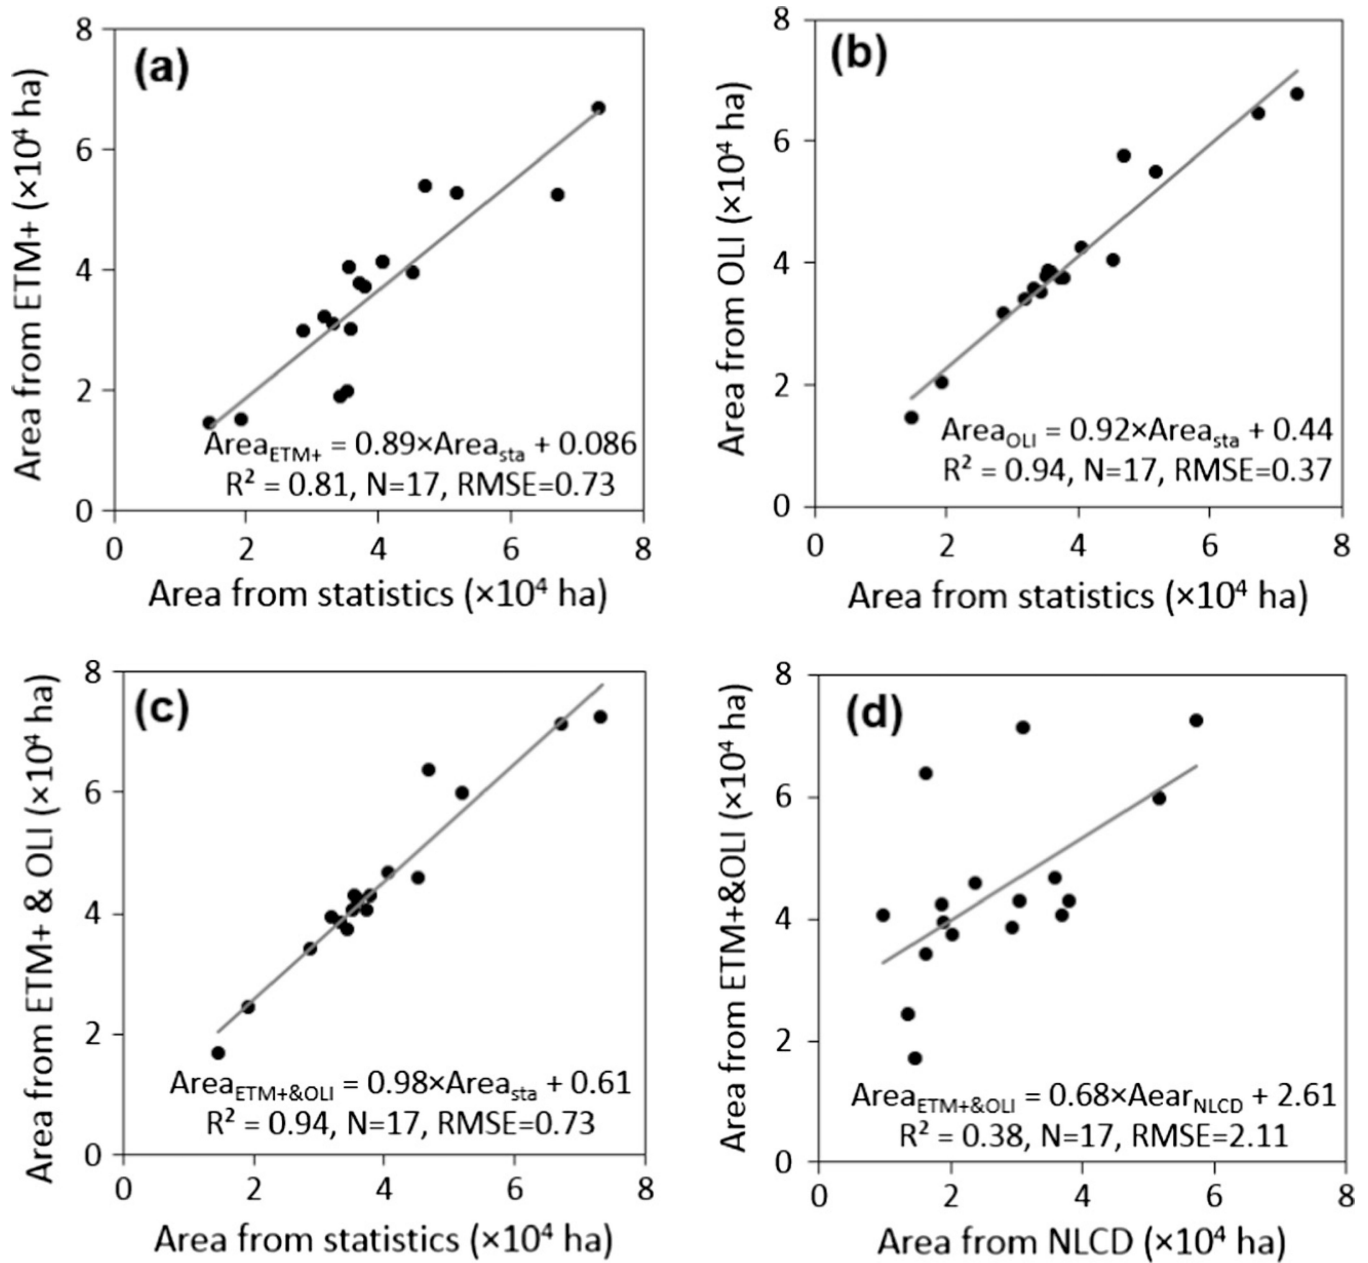 (a)
Area from ETM+ (×10⁴ ha)
8
6
4
2
0
Area_ETM+ = 0.89×Area_sta + 0.086
R² = 0.81, N=17, RMSE=0.73
0 2 4 6 8
Area from statistics (×10⁴ ha)
(b)
Area from OLI (×10⁴ ha)
8
6
4
2
0
Area_OLI = 0.92×Area_sta + 0.44
R² = 0.94, N=17, RMSE=0.37
0 2 4 6 8
Area from statistics (×10⁴ ha)
(c)
Area from ETM+ & OLI (×10⁴ ha)
8
6
4
2
0
Area_ETM+&OLI = 0.98×Area_sta + 0.61
R² = 0.94, N=17, RMSE=0.73
0 2 4 6 8
Area from statistics (×10⁴ ha)
(d)
Area from ETM+&OLI (×10⁴ ha)
8
6
4
2
0
Area_ETM+&OLI = 0.68×Aear_NLCD + 2.61
R² = 0.38, N=17, RMSE=2.11
0 2 4 6 8
Area from NLCD (×10⁴ ha)